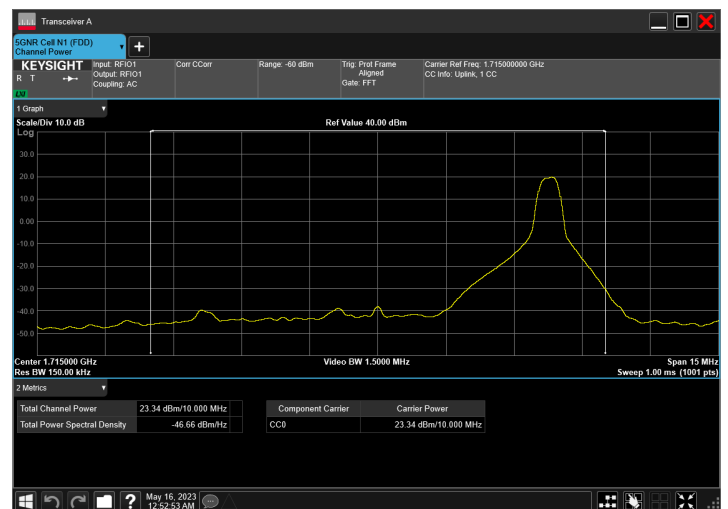 Transceiver A
5GNR Cell N1 (FDD)
Channel Power
KEYSIGHT
R T
LXI
Input: RFIO1
Output: RFIO1
Coupling: AC
Corr CCorr
Range: -60 dBm
Trig: Prot Frame
Aligned
Gate: FFT
Carrier Ref Freq: 1.715000000 GHz
CC Info: Uplink, 1 CC
1 Graph
Scale/Div 10.0 dB
Ref Value 40.00 dBm
Log
30.0
20.0
10.0
0.00
-10.0
-20.0
-30.0
-40.0
-50.0
Center 1.715000 GHz
Video BW 1.5000 MHz
Span 15 MHz
Res BW 150.00 kHz
Sweep 1.00 ms (1001 pts)
2 Metrics
Total Channel Power 23.34 dBm/10.000 MHz
Total Power Spectral Density -46.66 dBm/Hz
Component Carrier Carrier Power
CC0 23.34 dBm/10.000 MHz
?
May 16, 2023
12:52:53 AM